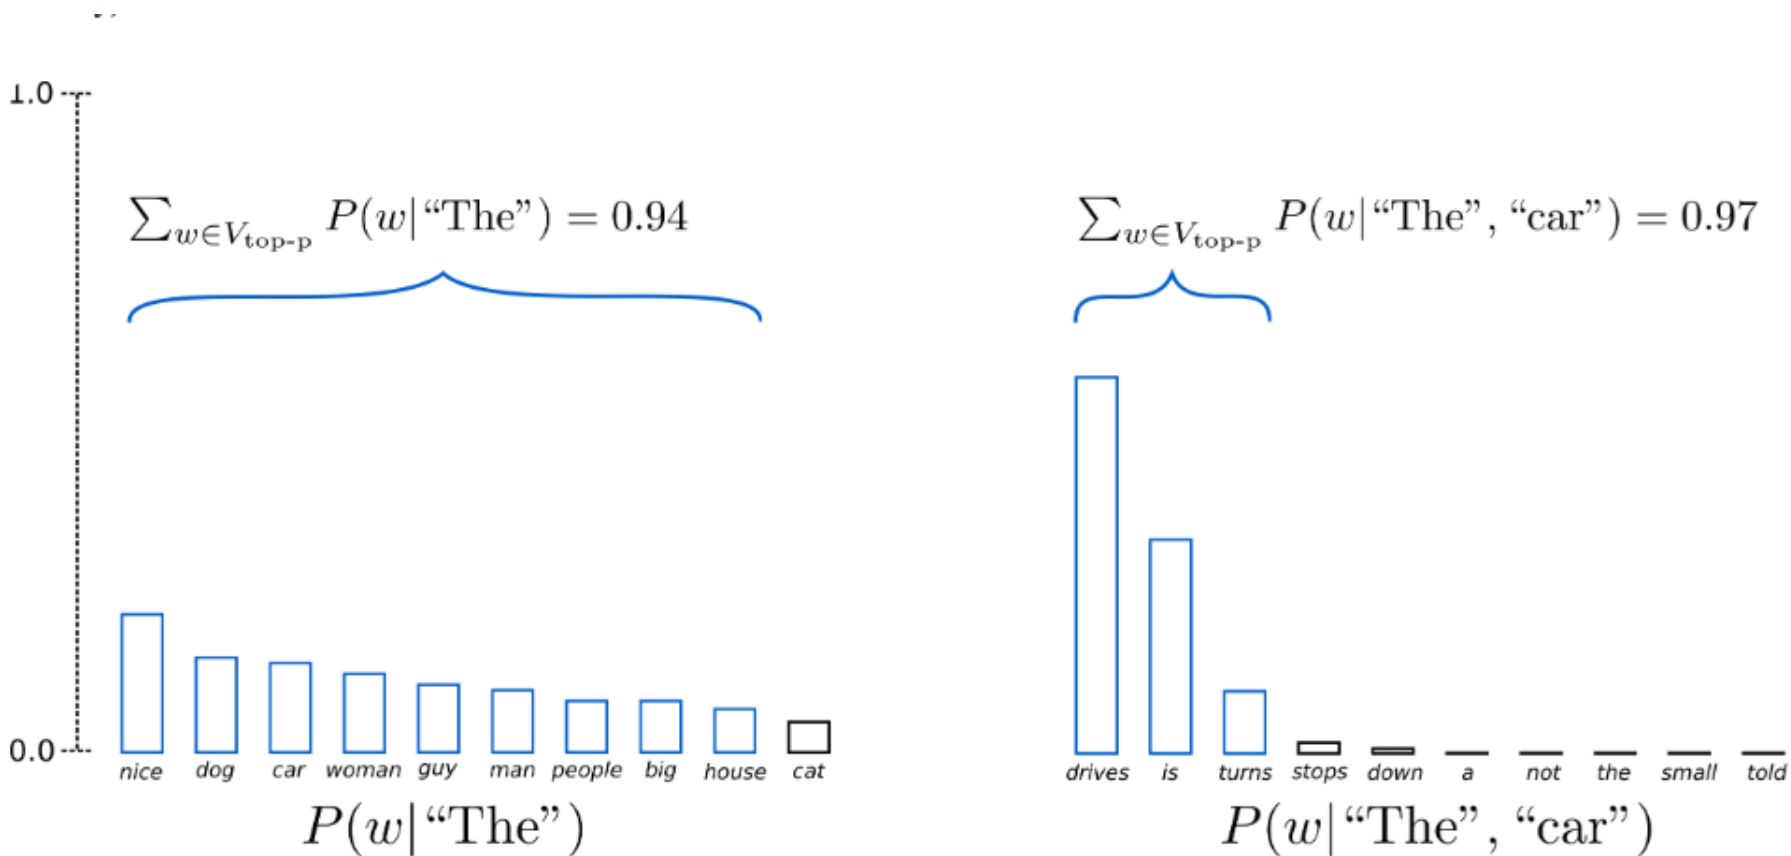 1.0
∑w∈Vtop-p P(w|“The”) = 0.94
∑w∈Vtop-p P(w|“The”, “car”) = 0.97
0.0
nice dog car woman guy man people big house cat
drives is turns stops down a not the small told
P(w|“The”)
P(w|“The”, “car”)